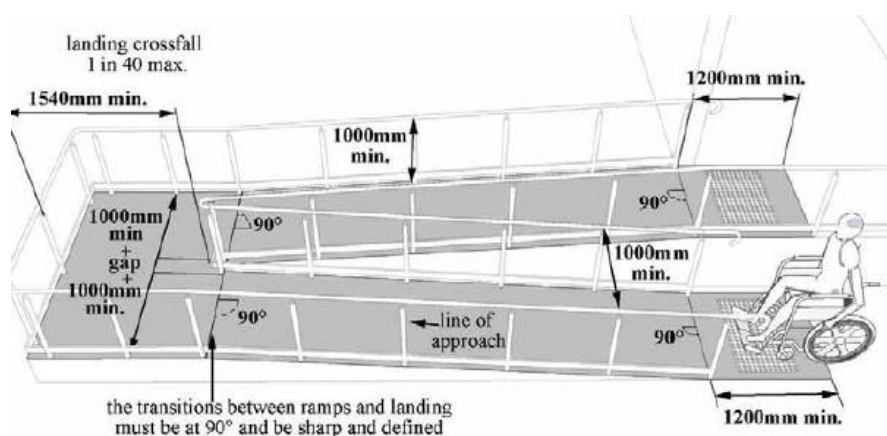 landing crossfall
1 in 40 max.
1540mm min.
1200mm min.
1000mm
min.
90°
90°
1000mm
min
+
gap
+
1000mm
min.
1000mm
min.
90°
line of
approach
90°
1200mm min.
the transitions between ramps and landing
must be at 90° and be sharp and defined